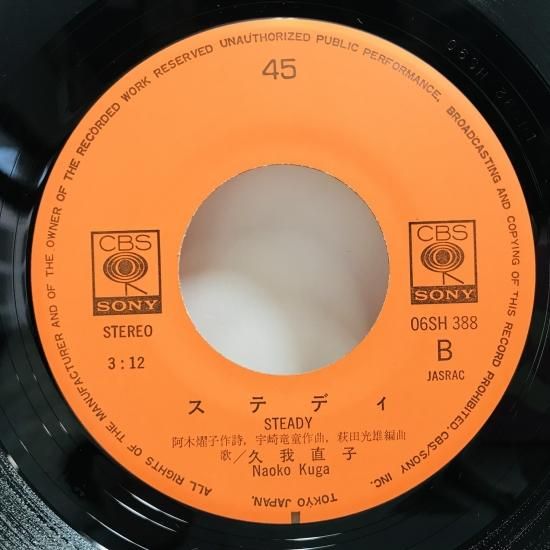 ALL RIGHTS OF THE MANUFACTURER AND OF THE OWNER OF THE RECORDED WORK RESERVED UNAUTHORIZED PUBLIC PERFORMANCE. BROADCASTING AND COPYING OF THIS RECORD PROHIBITED·CBS/SONY INC.
TOKYO JAPAN.
45
CBS
SONY
STEREO
3:12
CBS
SONY
06SH 388
B
JASRAC
ステディ
STEADY
阿木燿子作詩，宇崎竜童作曲，萩田光雄編曲
歌／久我直子
Naoko Kuga